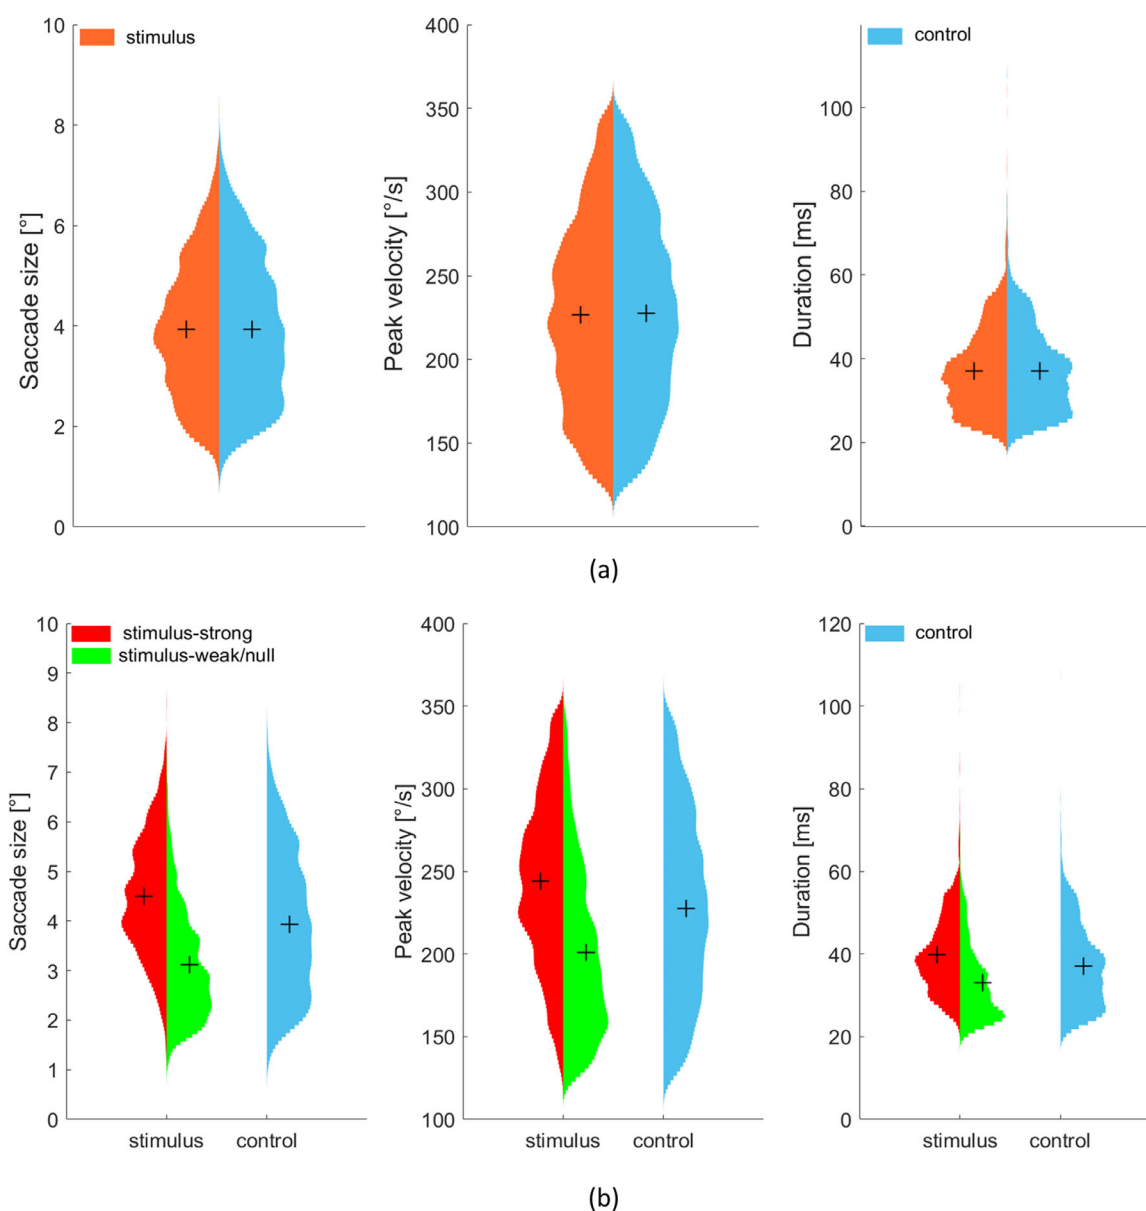 stimulus
control
Saccade size [°]
10
8
6
4
2
0
Peak velocity [°/s]
400
350
300
250
200
150
100
Duration [ms]
100
80
60
40
20
0
(a)
stimulus-strong
stimulus-weak/null
control
Saccade size [°]
10
9
8
7
6
5
4
3
2
1
0
stimulus control
Peak velocity [°/s]
400
350
300
250
200
150
100
stimulus control
Duration [ms]
120
100
80
60
40
20
0
stimulus control
(b)